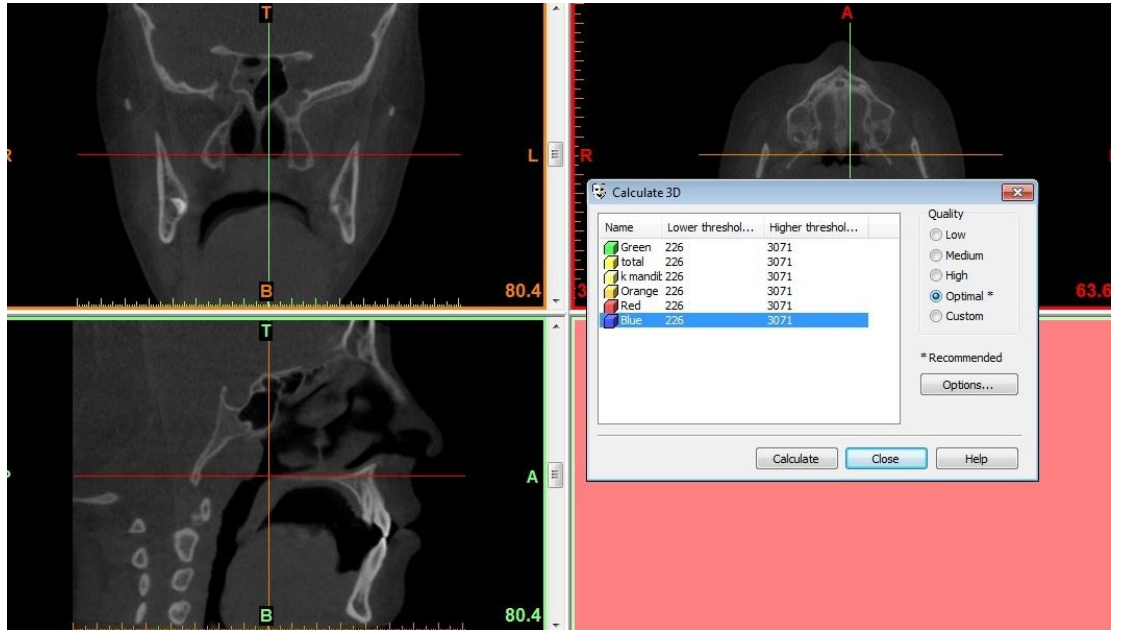 T
R
L
B
80.4
A
R
63.6
T
A
B
80.4
Calculate 3D
Name Lower threshol... Higher threshol...
Green 226 3071
total 226 3071
k mandit 226 3071
Orange 226 3071
Red 226 3071
Blue 226 3071
Quality
Low
Medium
High
Optimal *
Custom
* Recommended
Options...
Calculate Close Help